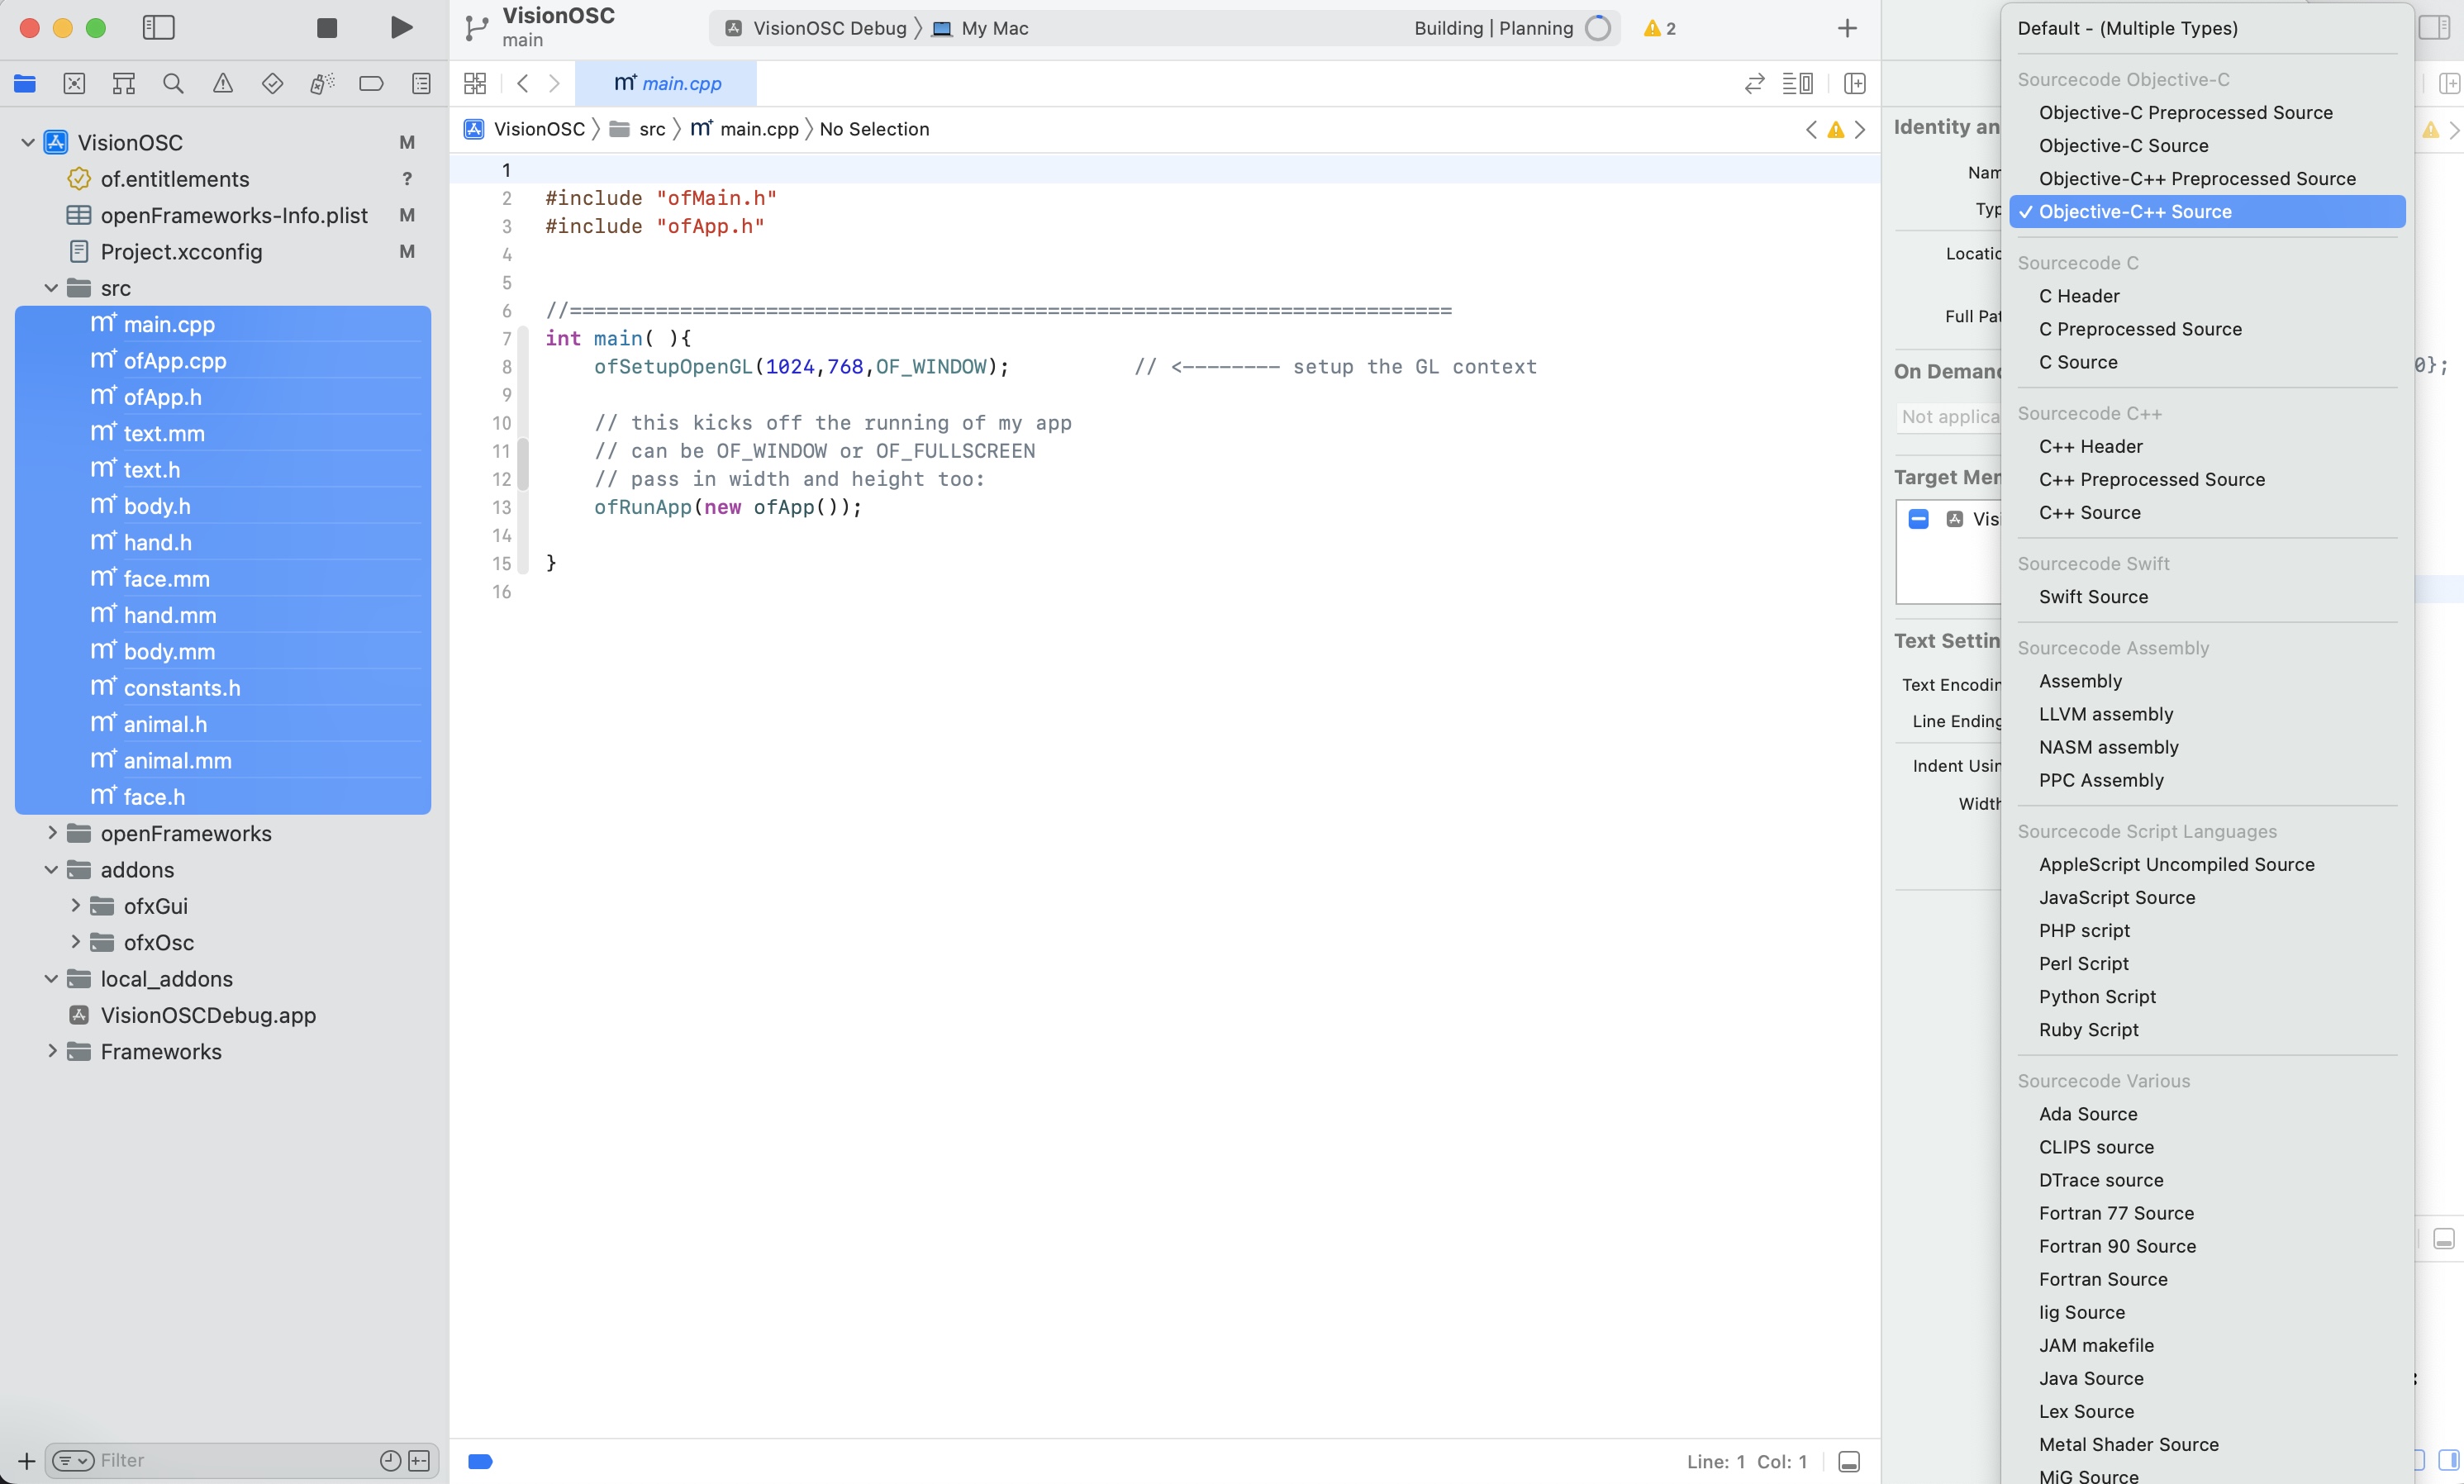 VisionOSC
main
VisionOSC Debug
My Mac
Building | Planning
2
main.cpp
VisionOSC
src
main.cpp
No Selection
VisionOSC
M
of.entitlements
?
openFrameworks-Info.plist
M
Project.xcconfig
M
src
main.cpp
ofApp.cpp
ofApp.h
text.mm
text.h
body.h
hand.h
face.mm
hand.mm
body.mm
constants.h
animal.h
animal.mm
face.h
openFrameworks
addons
ofxGui
ofxOsc
local_addons
VisionOSCDebug.app
Frameworks
Filter
1
2 #include "ofMain.h"
3 #include "ofApp.h"
4
5
6 //========================================================================
7 int main( ){
8 ofSetupOpenGL(1024,768,OF_WINDOW); // <-------- setup the GL context
9
10 // this kicks off the running of my app
11 // can be OF_WINDOW or OF_FULLSCREEN
12 // pass in width and height too:
13 ofRunApp(new ofApp());
14
15 }
16
Line: 1 Col: 1
Identity an
Nam
Typ
Locatio
Full Pat
On Deman
Not applica
Target Mem
Visi
Text Settin
Text Encodin
Line Ending
Indent Usin
Width
Default - (Multiple Types)
Sourcecode Objective-C
Objective-C Preprocessed Source
Objective-C Source
Objective-C++ Preprocessed Source
✓ Objective-C++ Source
Sourcecode C
C Header
C Preprocessed Source
C Source
Sourcecode C++
C++ Header
C++ Preprocessed Source
C++ Source
Sourcecode Swift
Swift Source
Sourcecode Assembly
Assembly
LLVM assembly
NASM assembly
PPC Assembly
Sourcecode Script Languages
AppleScript Uncompiled Source
JavaScript Source
PHP script
Perl Script
Python Script
Ruby Script
Sourcecode Various
Ada Source
CLIPS source
DTrace source
Fortran 77 Source
Fortran 90 Source
Fortran Source
Iig Source
JAM makefile
Java Source
Lex Source
Metal Shader Source
MiG Source
0};